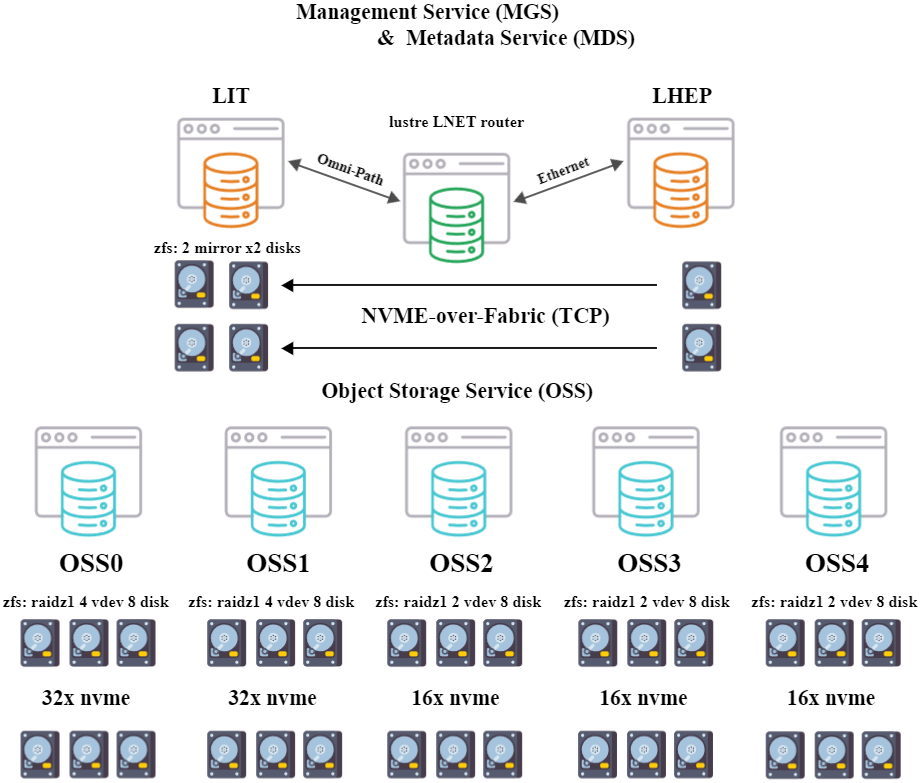 Management Service (MGS)
& Metadata Service (MDS)
LIT
LHEP
lustre LNET router
Omni-Path
Ethernet
zfs: 2 mirror x2 disks
NVME-over-Fabric (TCP)
Object Storage Service (OSS)
OSS0
OSS1
OSS2
OSS3
OSS4
zfs: raidz1 4 vdev 8 disk
zfs: raidz1 4 vdev 8 disk
zfs: raidz1 2 vdev 8 disk
zfs: raidz1 2 vdev 8 disk
zfs: raidz1 2 vdev 8 disk
32x nvme
32x nvme
16x nvme
16x nvme
16x nvme